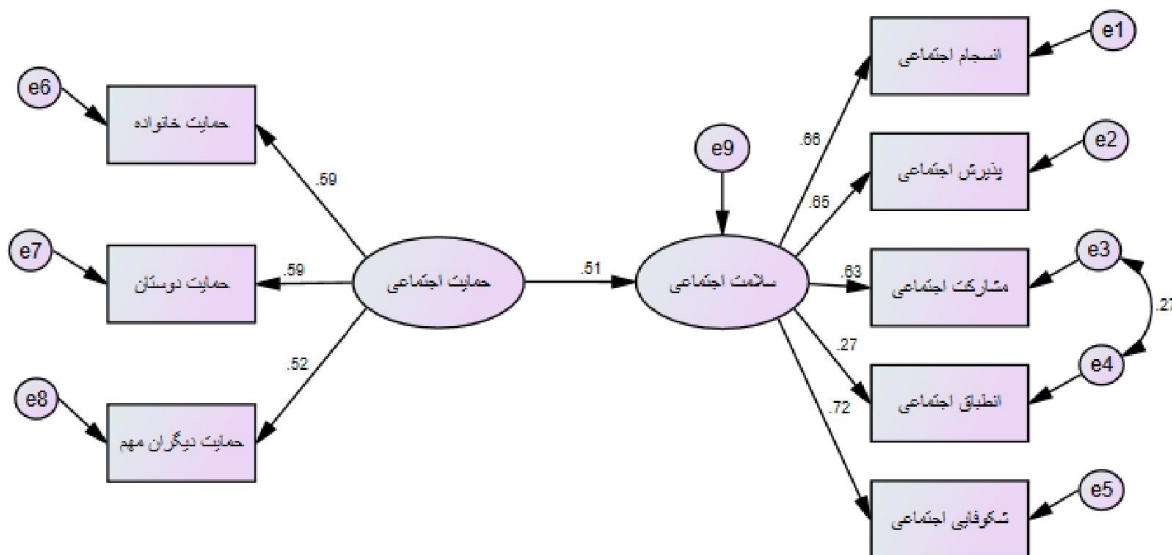 انسجام اجتماعی
e1
e6
حمایت خانواده
.59
.66
e9
پذیرش اجتماعی
e2
.65
e7
حمایت دوستان
.59
حمایت اجتماعی
.51
سلامت اجتماعی
.63
مشارکت اجتماعی
e3
.27
.52
.27
انطباق اجتماعی
e4
e8
حمایت دیگران مهم
.72
شکوفایی اجتماعی
e5